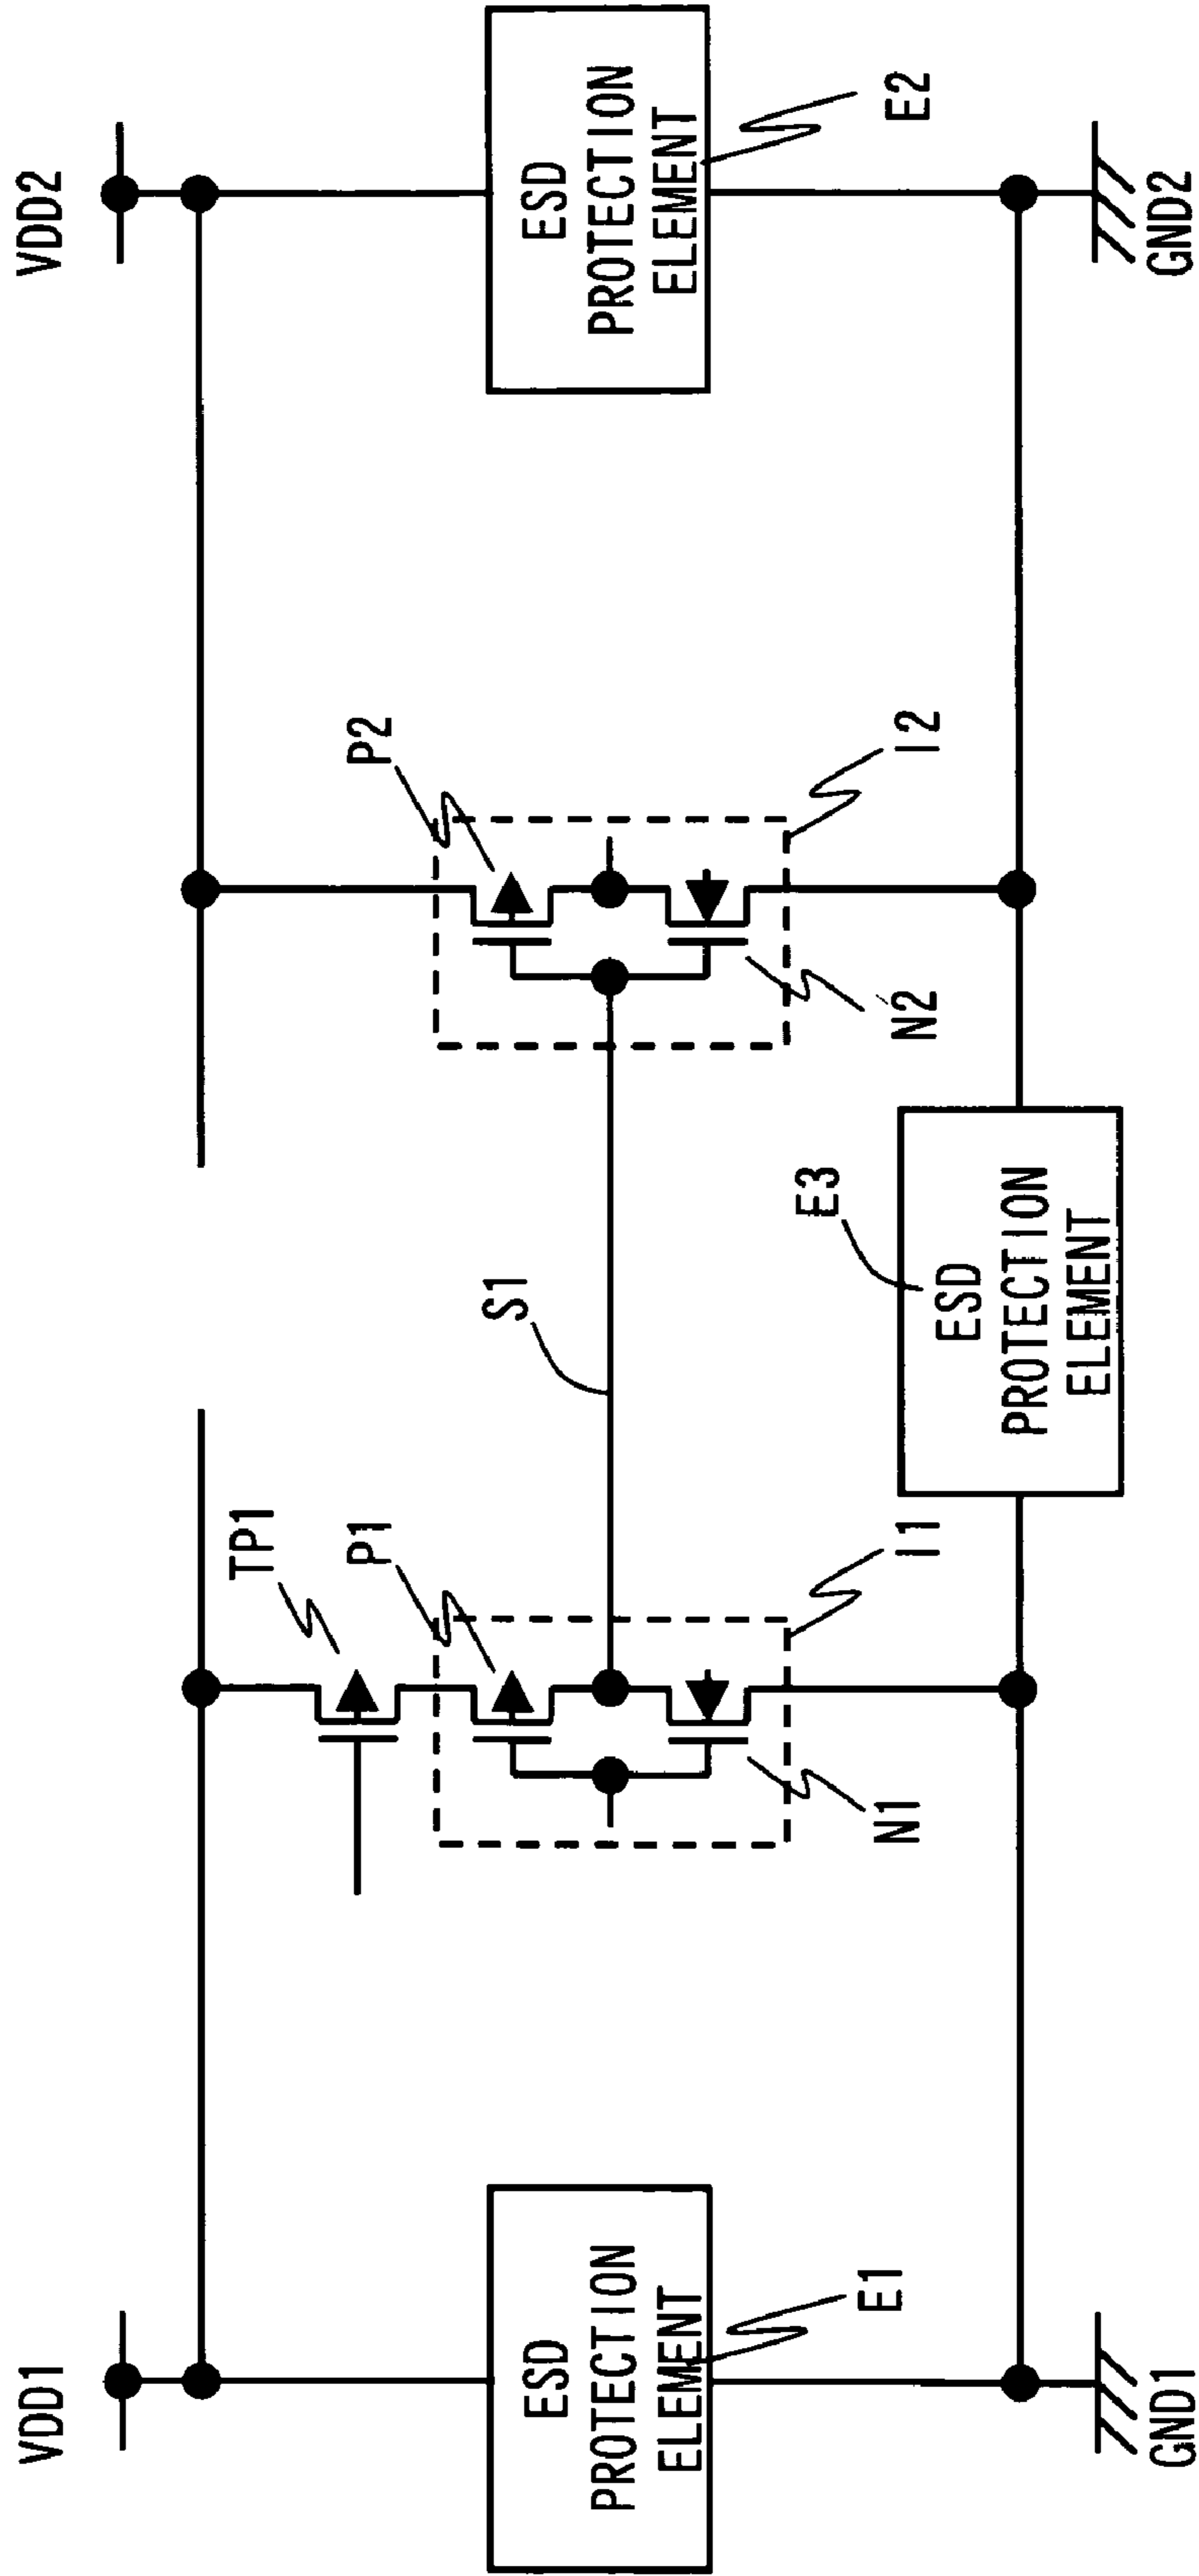 VDD1
VDD2
TP1
P1
P2
S1
ESD
PROTECTION
ELEMENT
E1
N1
I1
E3
ESD
PROTECTION
ELEMENT
N2
I2
ESD
PROTECTION
ELEMENT
E2
GND1
GND2